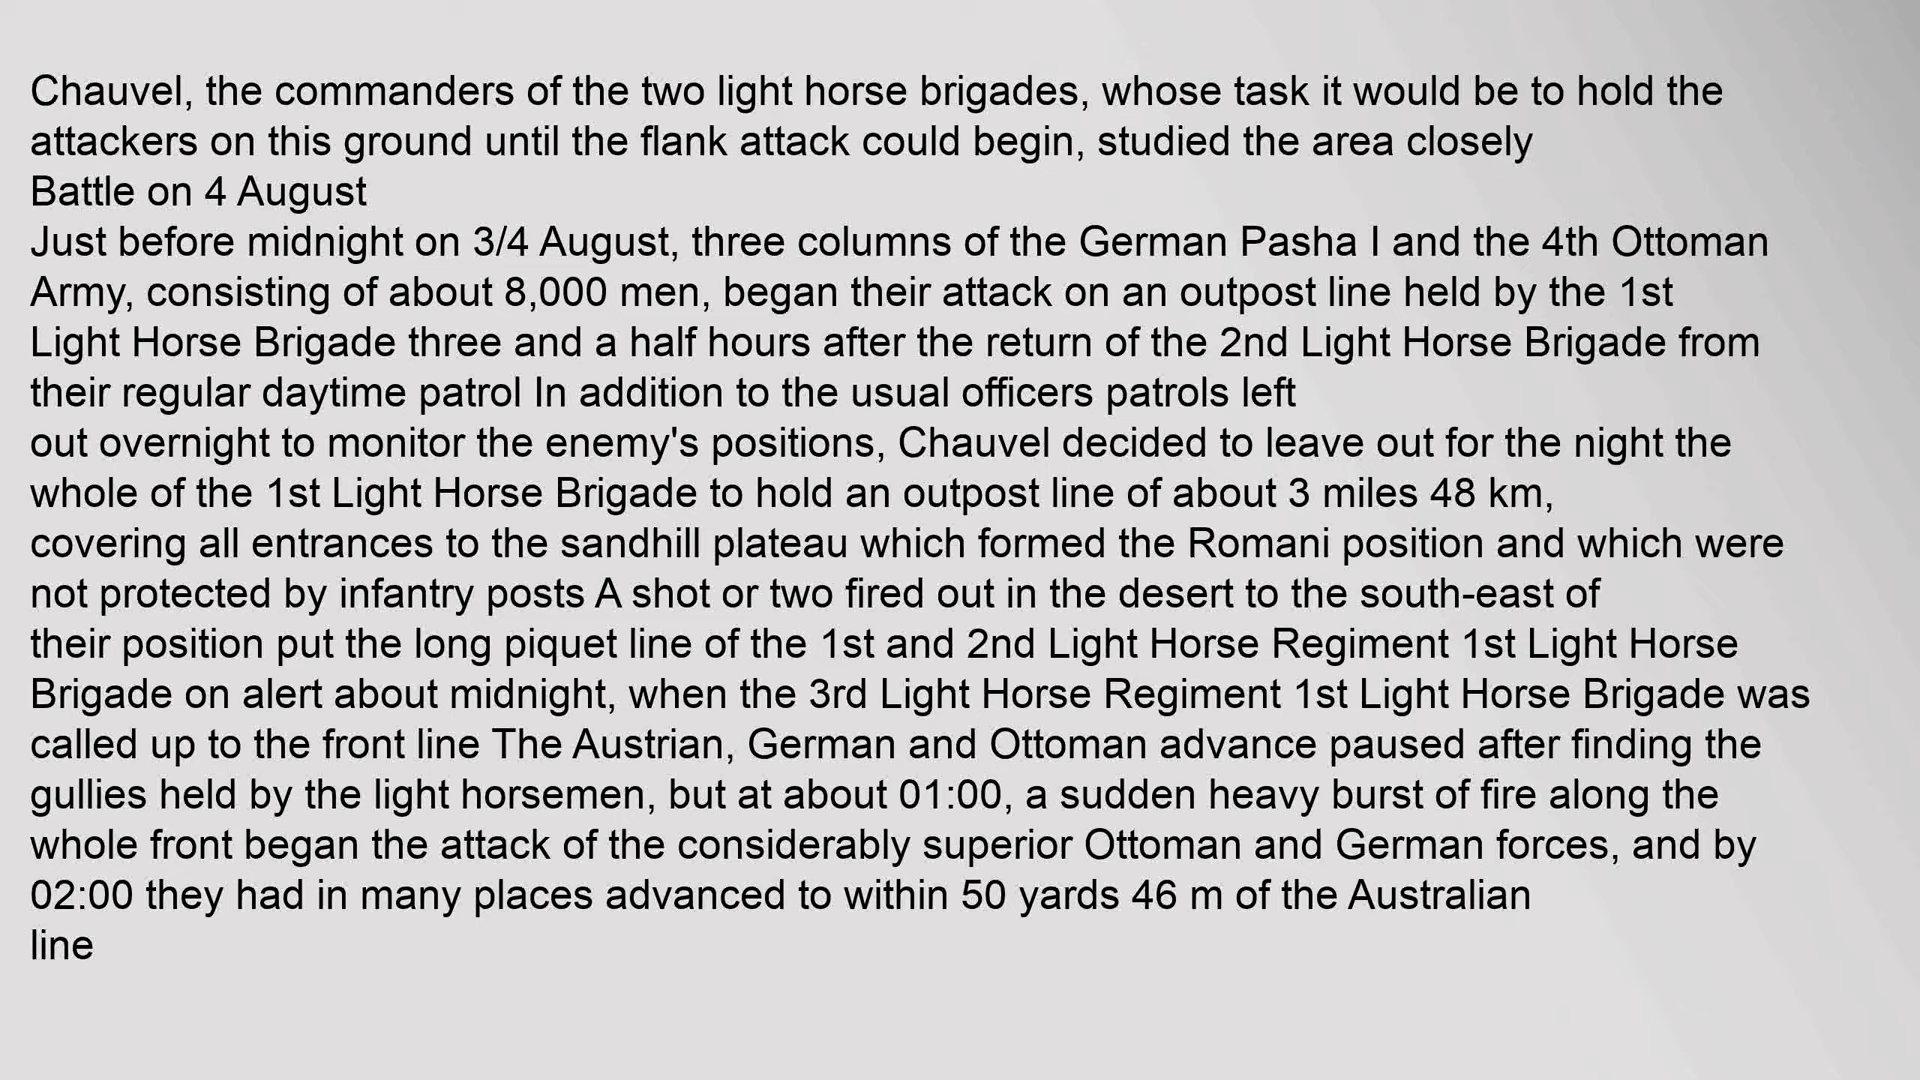 Chauvel, the commanders of the two light horse brigades, whose task it would be to hold the
attackers on this ground until the flank attack could begin, studied the area closely
Battle on 4 August
Just before midnight on 3/4 August, three columns of the German Pasha I and the 4th Ottoman
Army, consisting of about 8,000 men, began their attack on an outpost line held by the 1st
Light Horse Brigade three and a half hours after the return of the 2nd Light Horse Brigade from
their regular daytime patrol In addition to the usual officers patrols left
out overnight to monitor the enemy's positions, Chauvel decided to leave out for the night the
whole of the 1st Light Horse Brigade to hold an outpost line of about 3 miles 48 km,
covering all entrances to the sandhill plateau which formed the Romani position and which were
not protected by infantry posts A shot or two fired out in the desert to the south-east of
their position put the long piquet line of the 1st and 2nd Light Horse Regiment 1st Light Horse
Brigade on alert about midnight, when the 3rd Light Horse Regiment 1st Light Horse Brigade was
called up to the front line The Austrian, German and Ottoman advance paused after finding the
gullies held by the light horsemen, but at about 01:00, a sudden heavy burst of fire along the
whole front began the attack of the considerably superior Ottoman and German forces, and by
02:00 they had in many places advanced to within 50 yards 46 m of the Australian
line